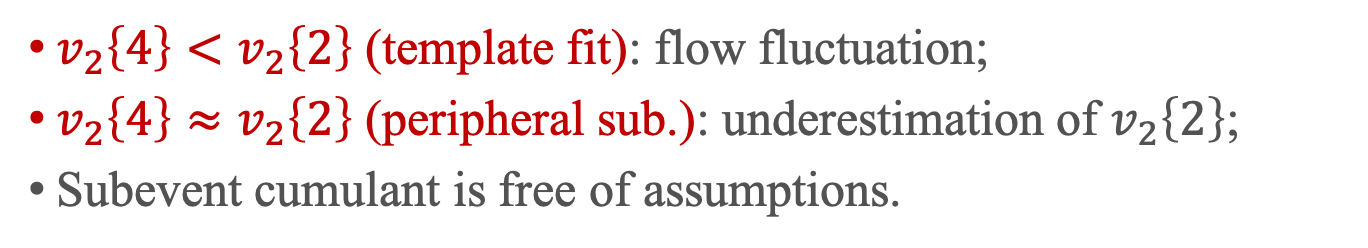 • 𝑣₂{4} < 𝑣₂{2} (template fit): flow fluctuation;
• 𝑣₂{4} ≈ 𝑣₂{2} (peripheral sub.): underestimation of 𝑣₂{2};
• Subevent cumulant is free of assumptions.